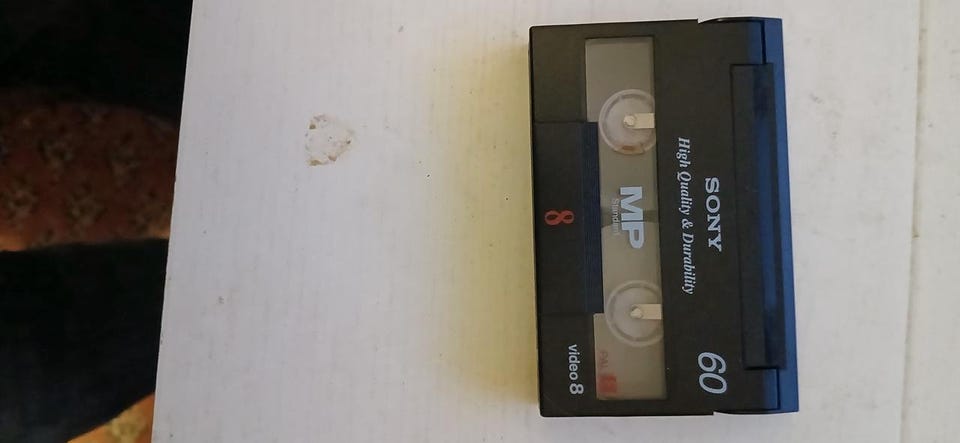 SONY
60
High Quality & Durability
MP
Standard
PAL
8
video 8